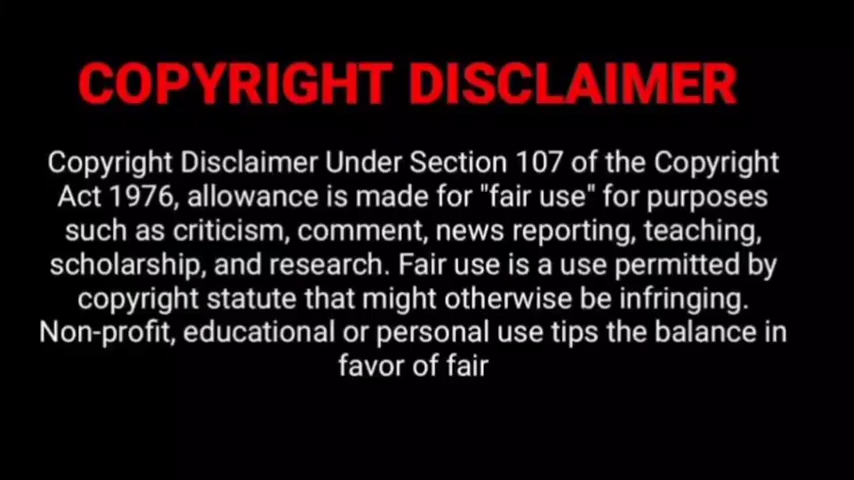 COPYRIGHT DISCLAIMER
Copyright Disclaimer Under Section 107 of the Copyright
Act 1976, allowance is made for "fair use" for purposes
such as criticism, comment, news reporting, teaching,
scholarship, and research. Fair use is a use permitted by
copyright statute that might otherwise be infringing.
Non-profit, educational or personal use tips the balance in
favor of fair